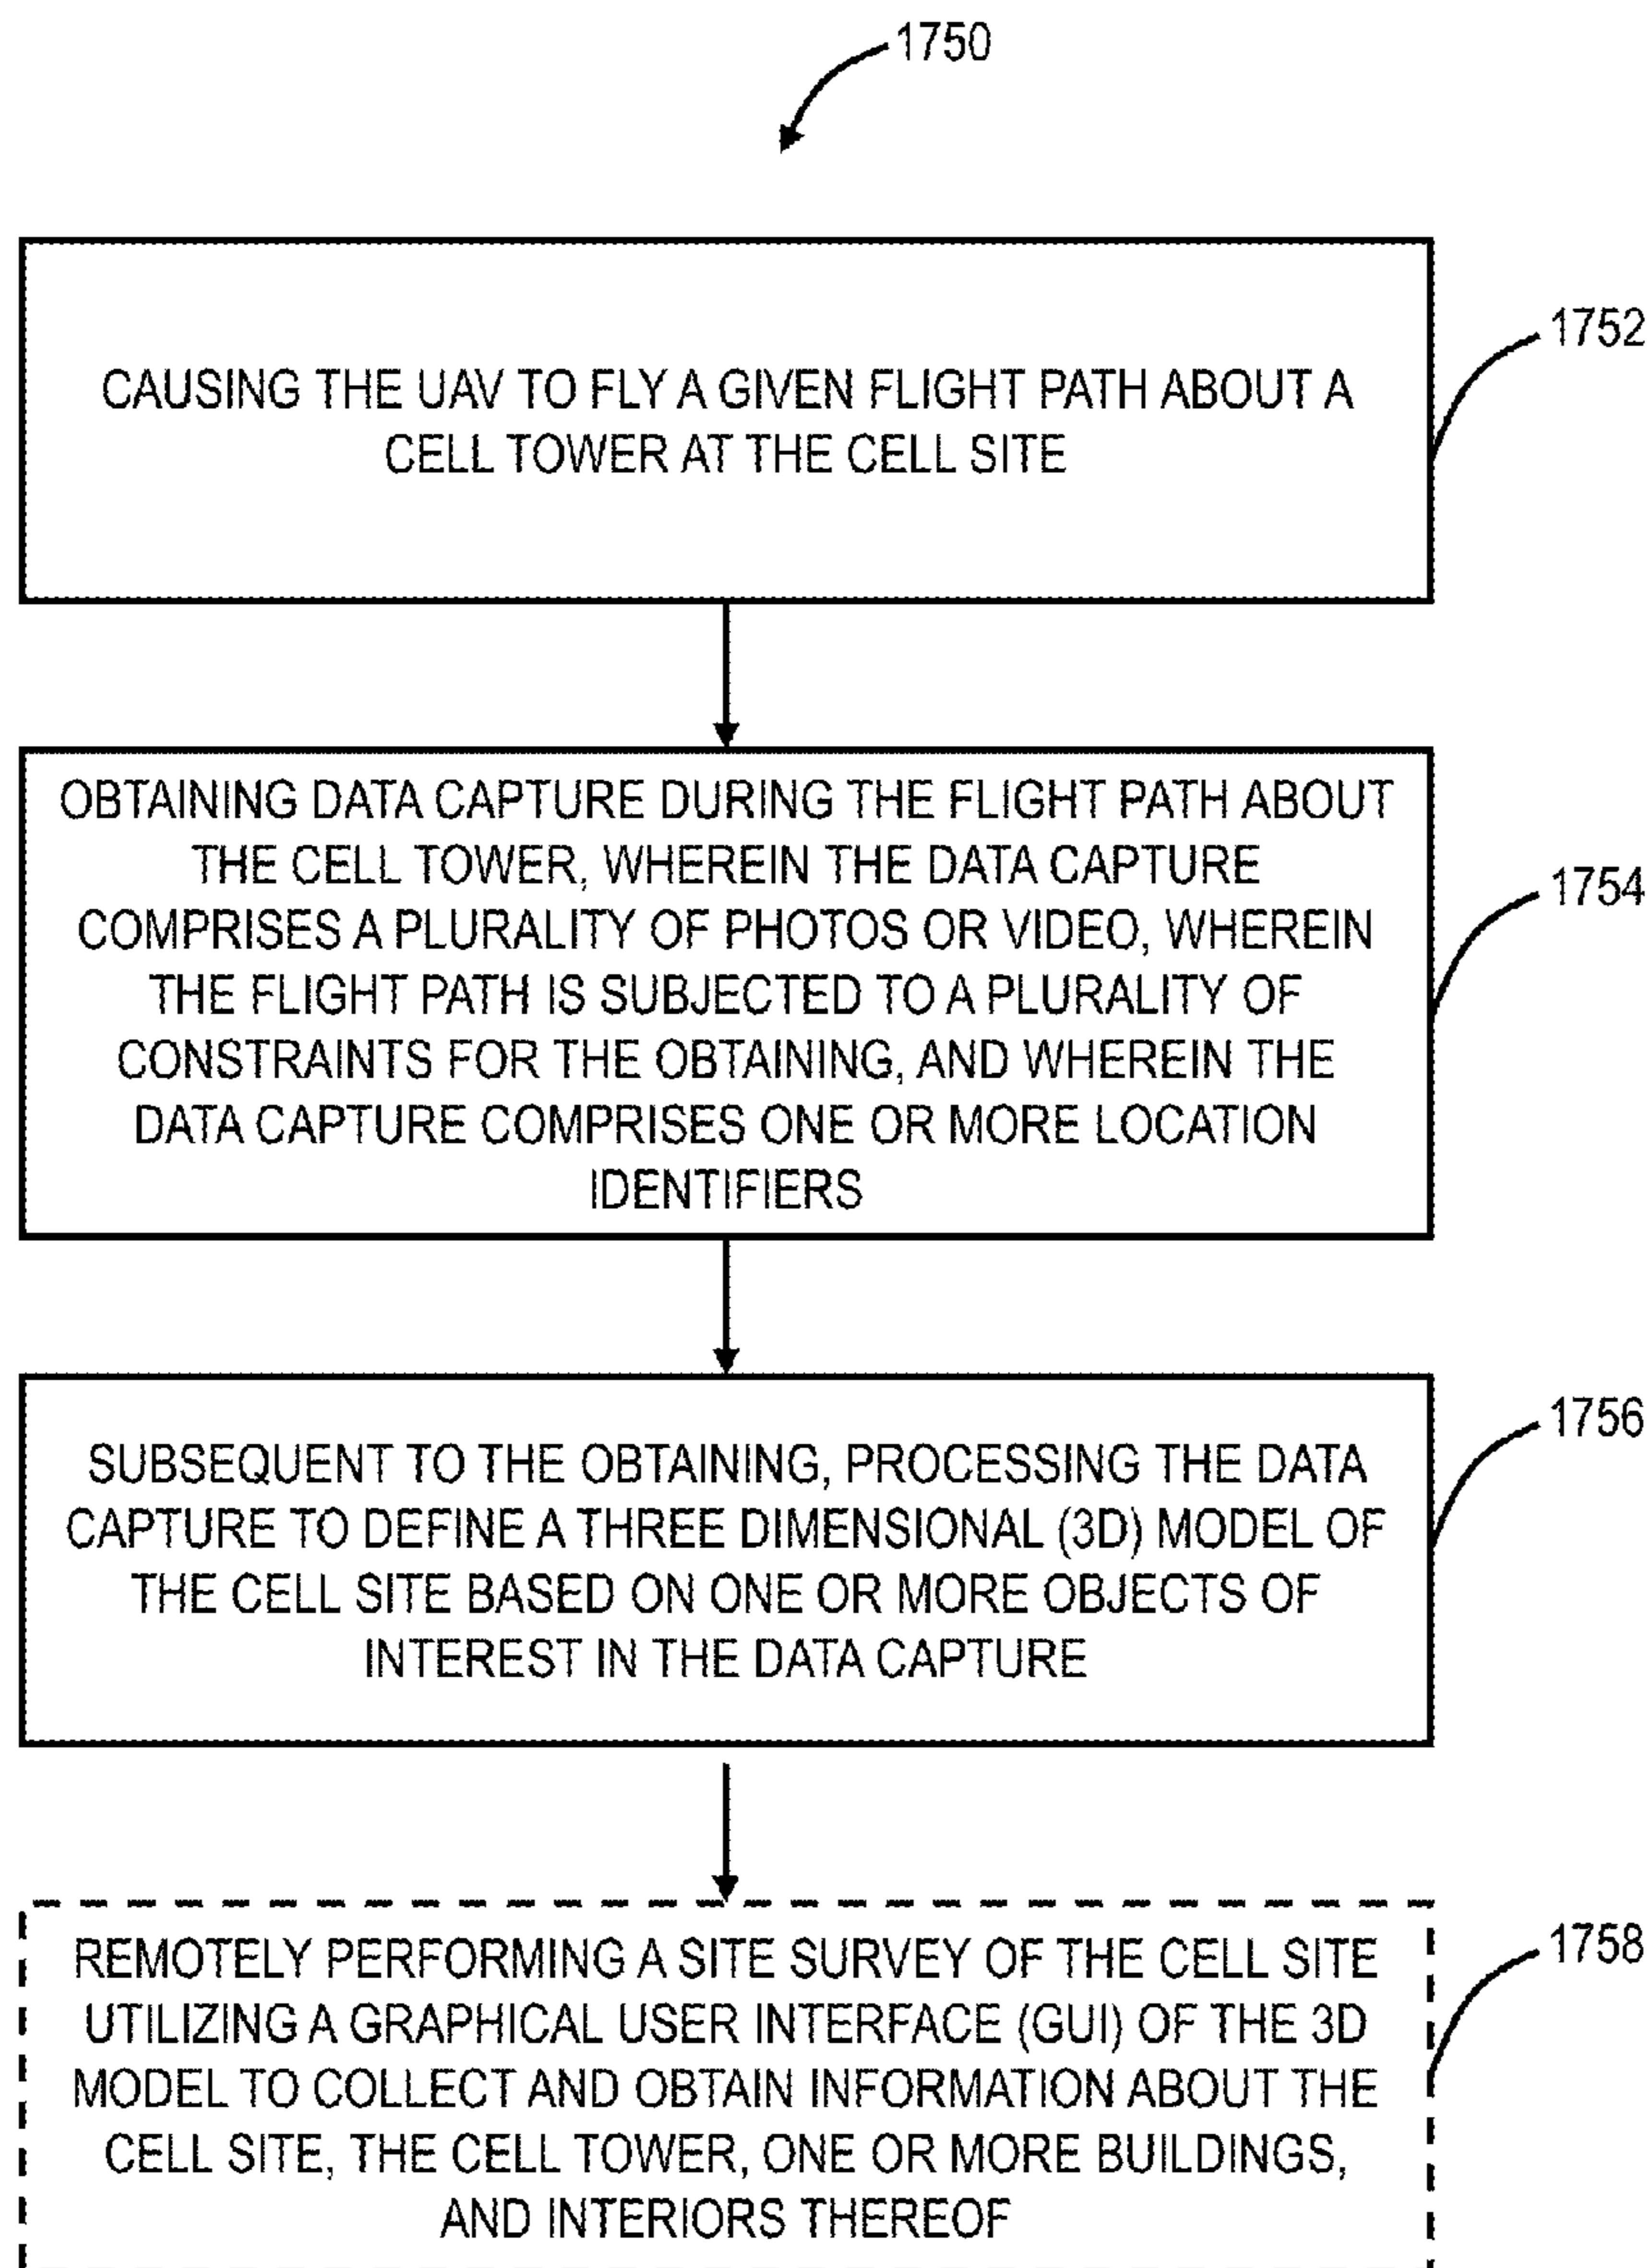 1750
CAUSING THE UAV TO FLY A GIVEN FLIGHT PATH ABOUT A
CELL TOWER AT THE CELL SITE
1752
OBTAINING DATA CAPTURE DURING THE FLIGHT PATH ABOUT
THE CELL TOWER, WHEREIN THE DATA CAPTURE
COMPRISES A PLURALITY OF PHOTOS OR VIDEO, WHEREIN
THE FLIGHT PATH IS SUBJECTED TO A PLURALITY OF
CONSTRAINTS FOR THE OBTAINING, AND WHEREIN THE
DATA CAPTURE COMPRISES ONE OR MORE LOCATION
IDENTIFIERS
1754
SUBSEQUENT TO THE OBTAINING, PROCESSING THE DATA
CAPTURE TO DEFINE A THREE DIMENSIONAL (3D) MODEL OF
THE CELL SITE BASED ON ONE OR MORE OBJECTS OF
INTEREST IN THE DATA CAPTURE
1756
REMOTELY PERFORMING A SITE SURVEY OF THE CELL SITE
UTILIZING A GRAPHICAL USER INTERFACE (GUI) OF THE 3D
MODEL TO COLLECT AND OBTAIN INFORMATION ABOUT THE
CELL SITE, THE CELL TOWER, ONE OR MORE BUILDINGS,
AND INTERIORS THEREOF
1758